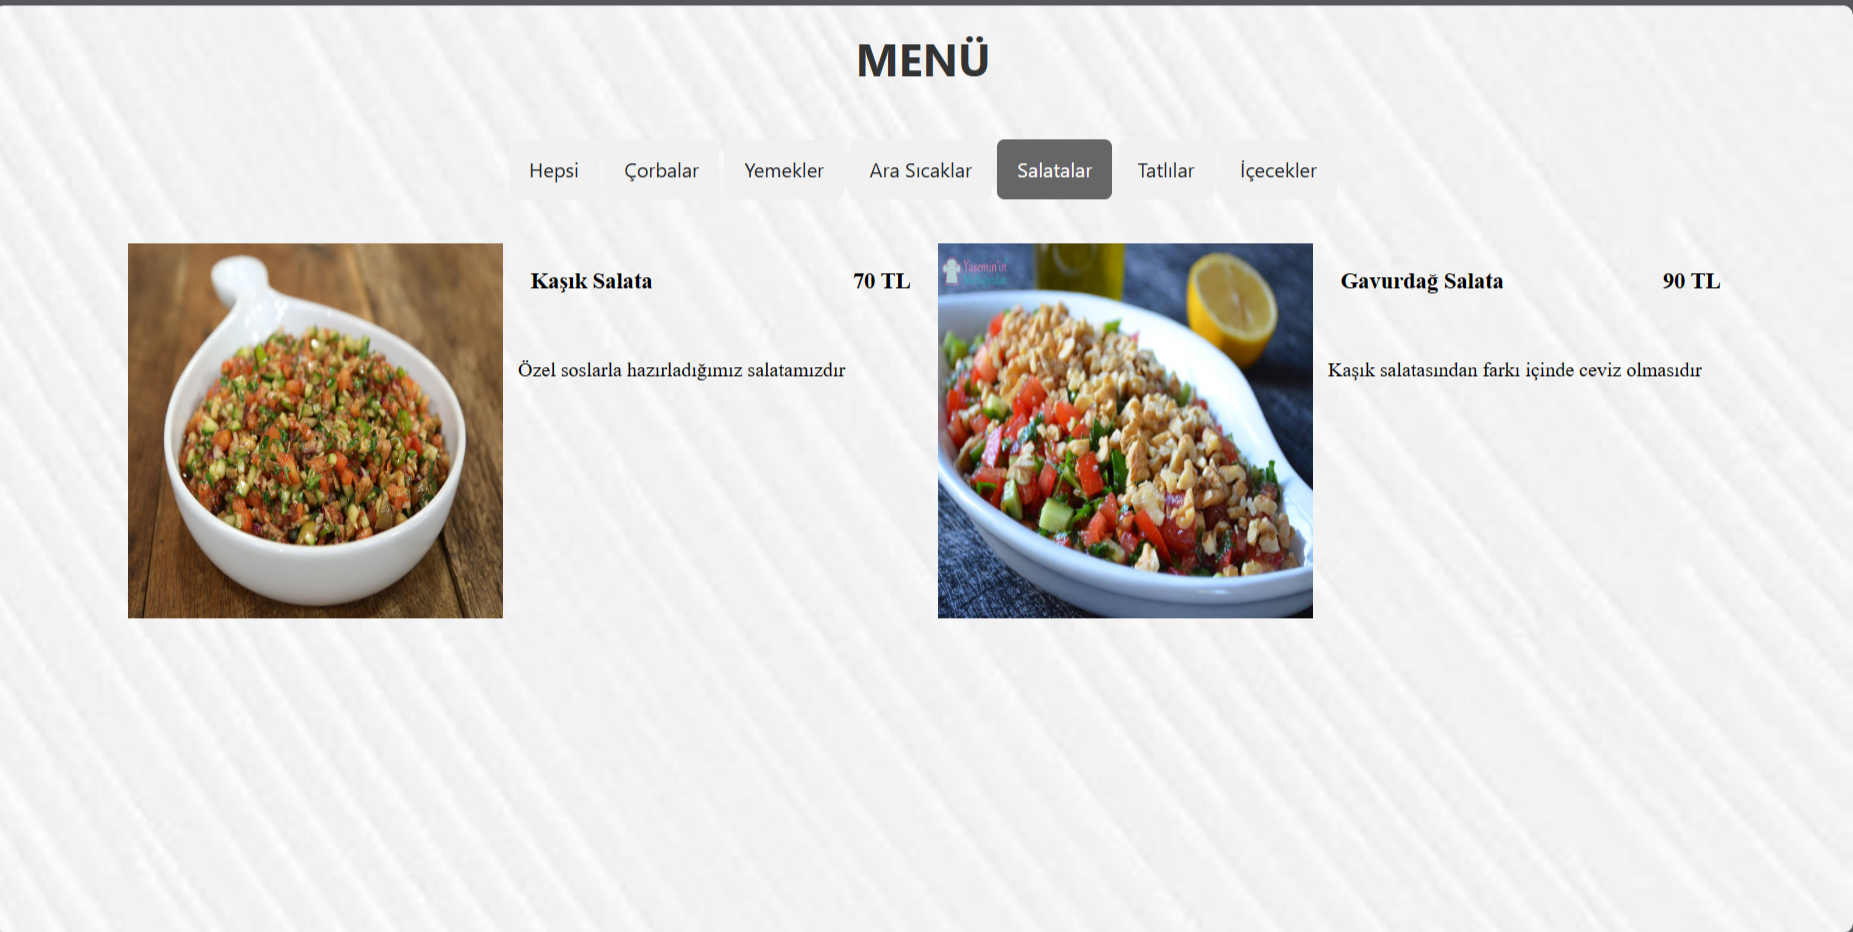 MENÜ
Hepsi Çorbalar Yemekler Ara Sıcaklar Salatalar Tatlılar İçecekler
Kaşık Salata 70 TL
Özel soslarla hazırladığımız salatamızdır
Yasemin'in
Gavurdağ Salata 90 TL
Kaşık salatasından farkı içinde ceviz olmasıdır